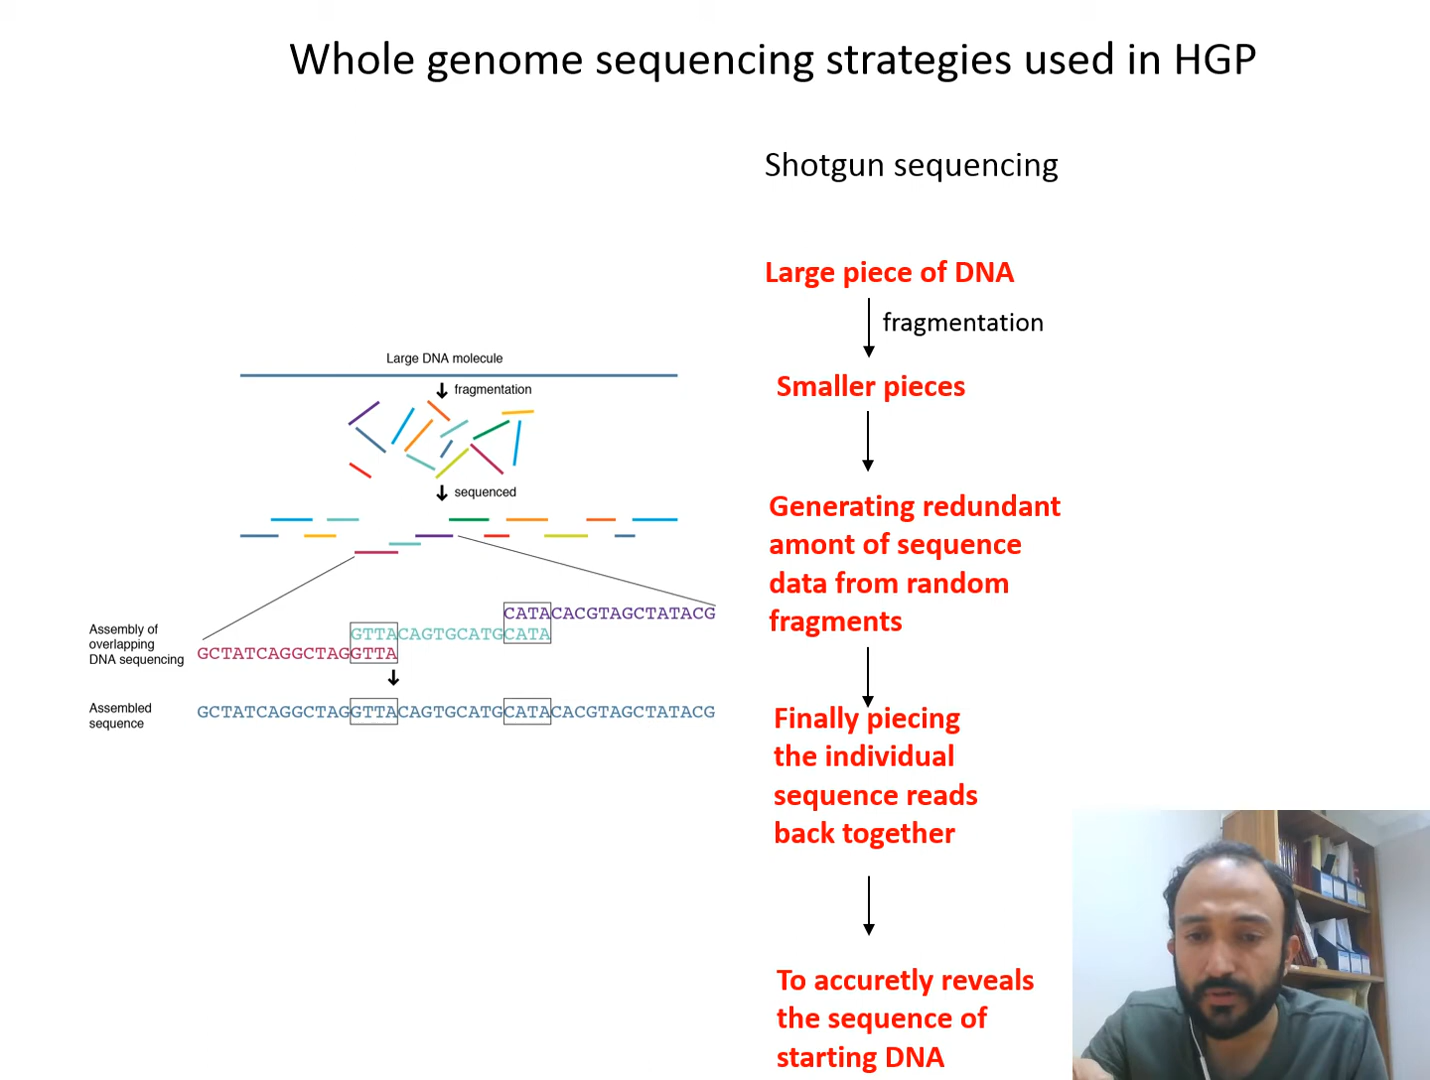 Whole genome sequencing strategies used in HGP
Shotgun sequencing
Large piece of DNA
fragmentation
Smaller pieces
Generating redundant
amont of sequence
data from random
fragments
Finally piecing
the individual
sequence reads
back together
To accuretly reveals
the sequence of
starting DNA
Large DNA molecule
fragmentation
sequenced
CATACACGTAGCTATACG
GTTACAGTGCATGCATA
GCTATCAGGCTAGGTTA
Assembly of
overlapping
DNA sequencing
Assembled
sequence
GCTATCAGGCTAGGTTACAGTGCATGCATACACGTAGCTATACG